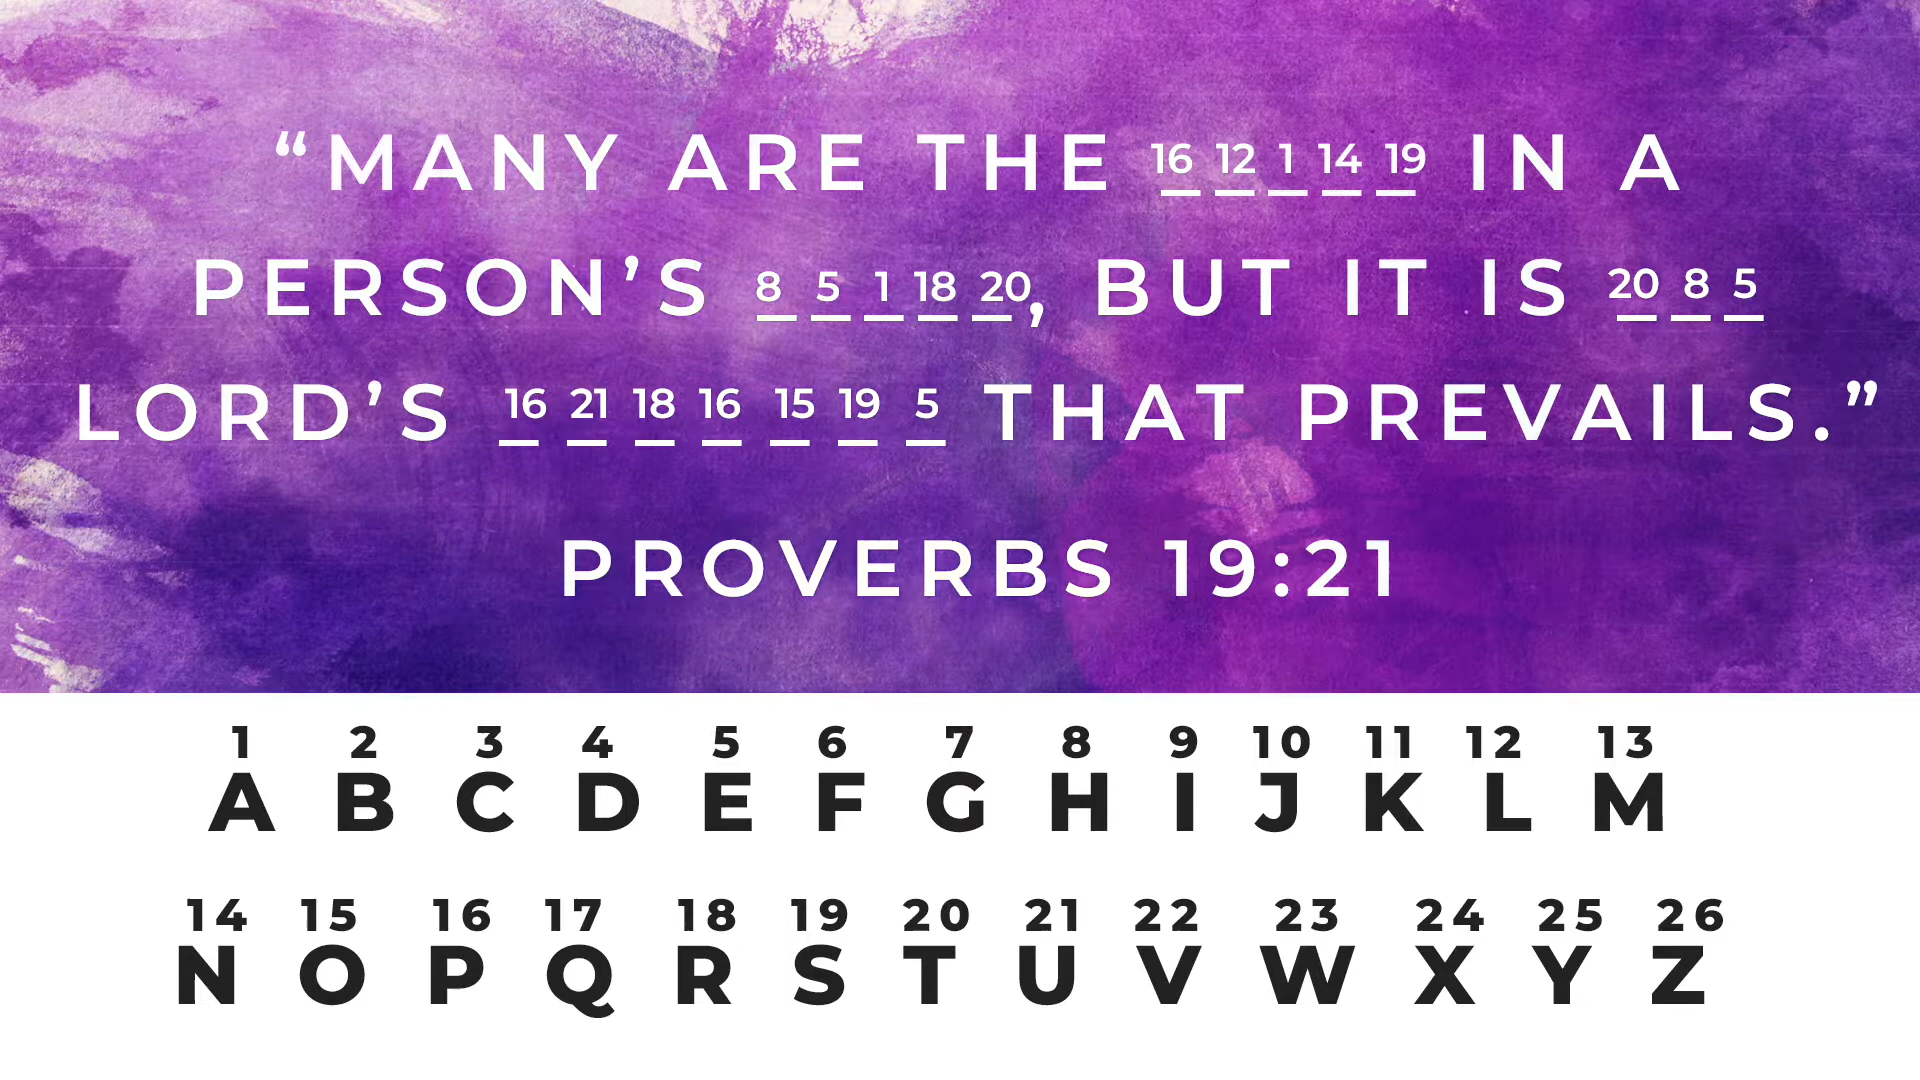 “MANY ARE THE 16 12 1 14 19 IN A
PERSON’S 8 5 1 18 20, BUT IT IS 20 8 5
LORD’S 16 21 18 16 15 19 5 THAT PREVAILS.”
PROVERBS 19:21
1 2 3 4 5 6 7 8 9 10 11 12 13
A B C D E F G H I J K L M
14 15 16 17 18 19 20 21 22 23 24 25 26
N O P Q R S T U V W X Y Z